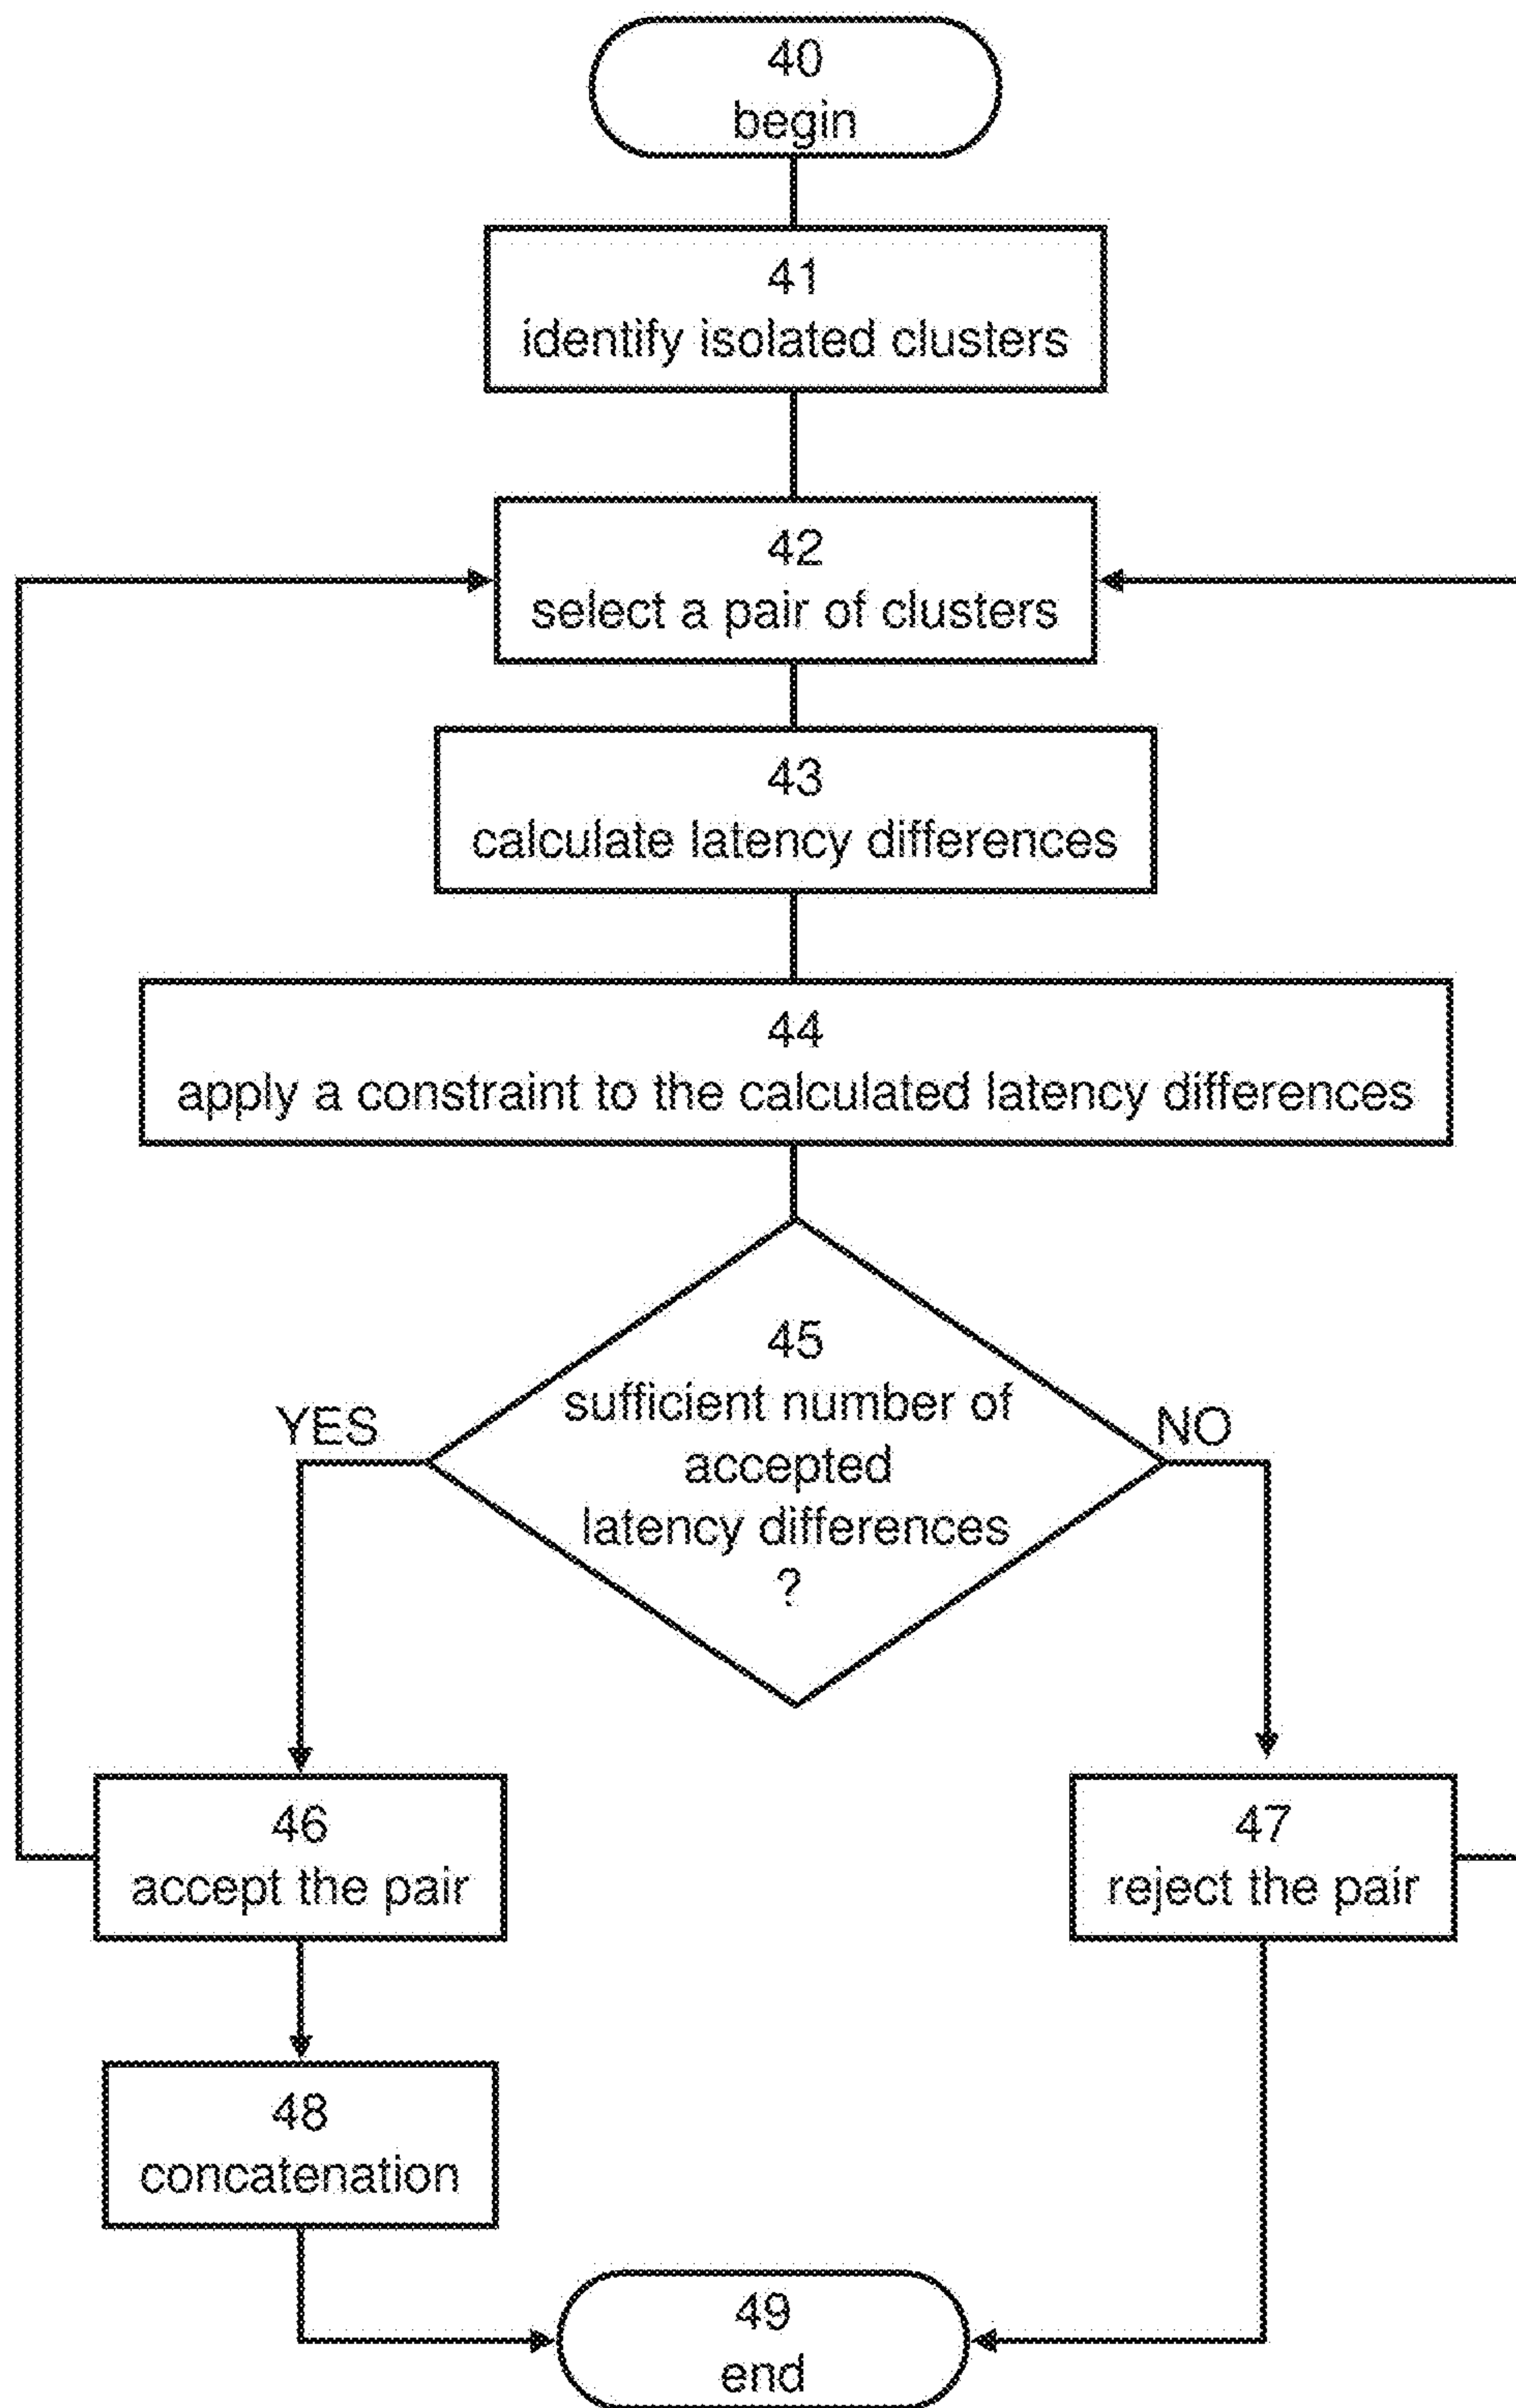 40
begin
41
identify isolated clusters
42
select a pair of clusters
43
calculate latency differences
44
apply a constraint to the calculated latency differences
45
sufficient number of
accepted
latency differences
?
YES
NO
46
accept the pair
47
reject the pair
48
concatenation
49
end